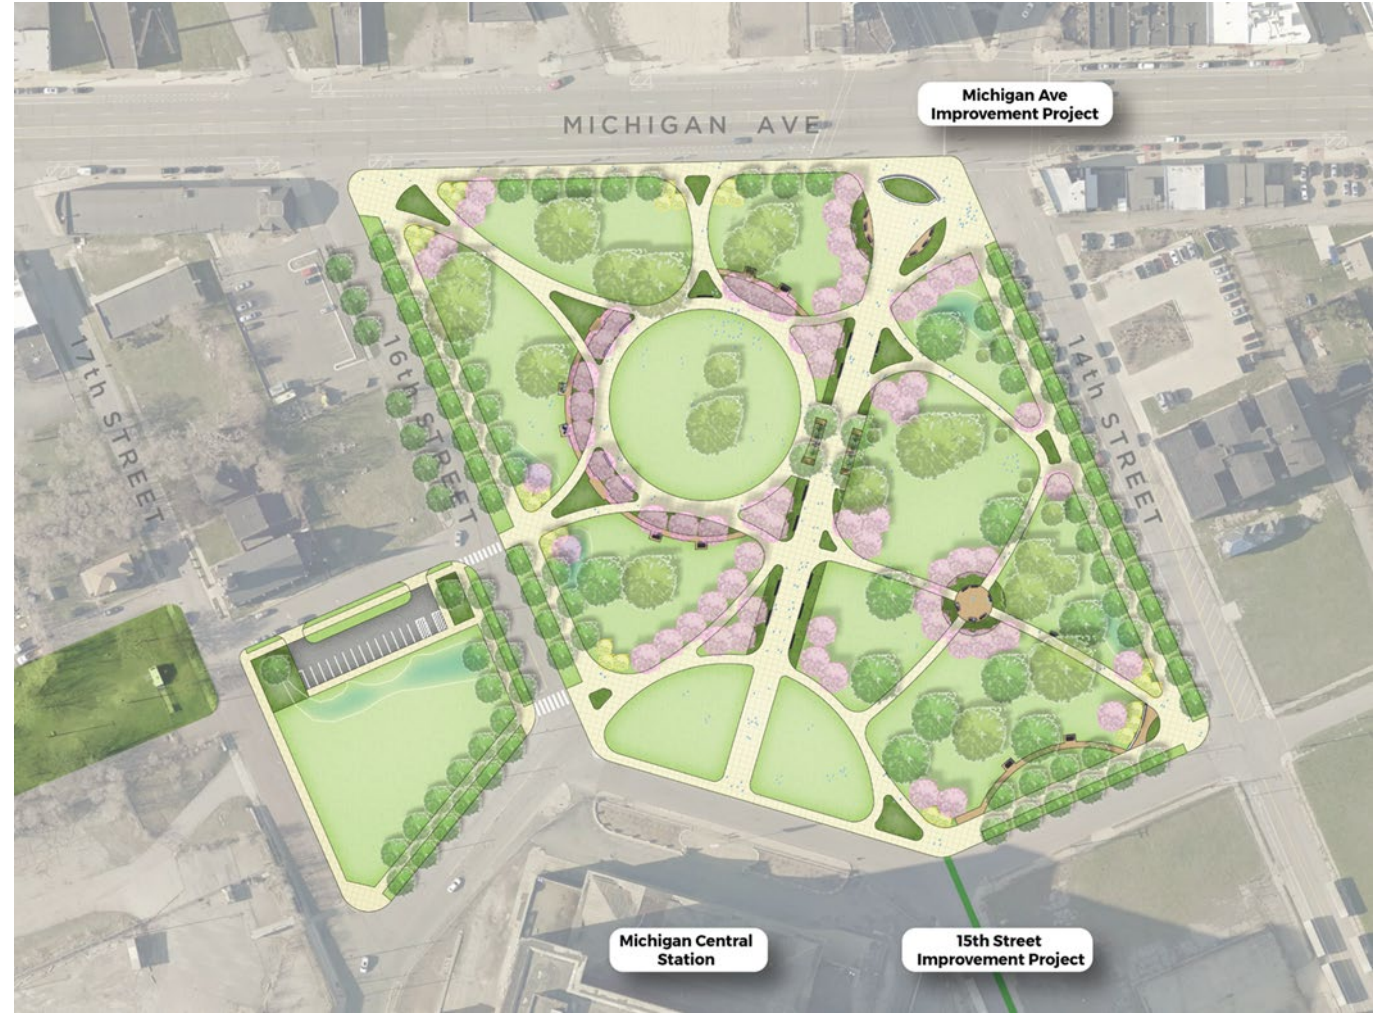 Michigan Ave
Improvement Project
MICHIGAN AVE
17th STREET
16th STREET
14th STREET
Michigan Central
Station
15th Street
Improvement Project